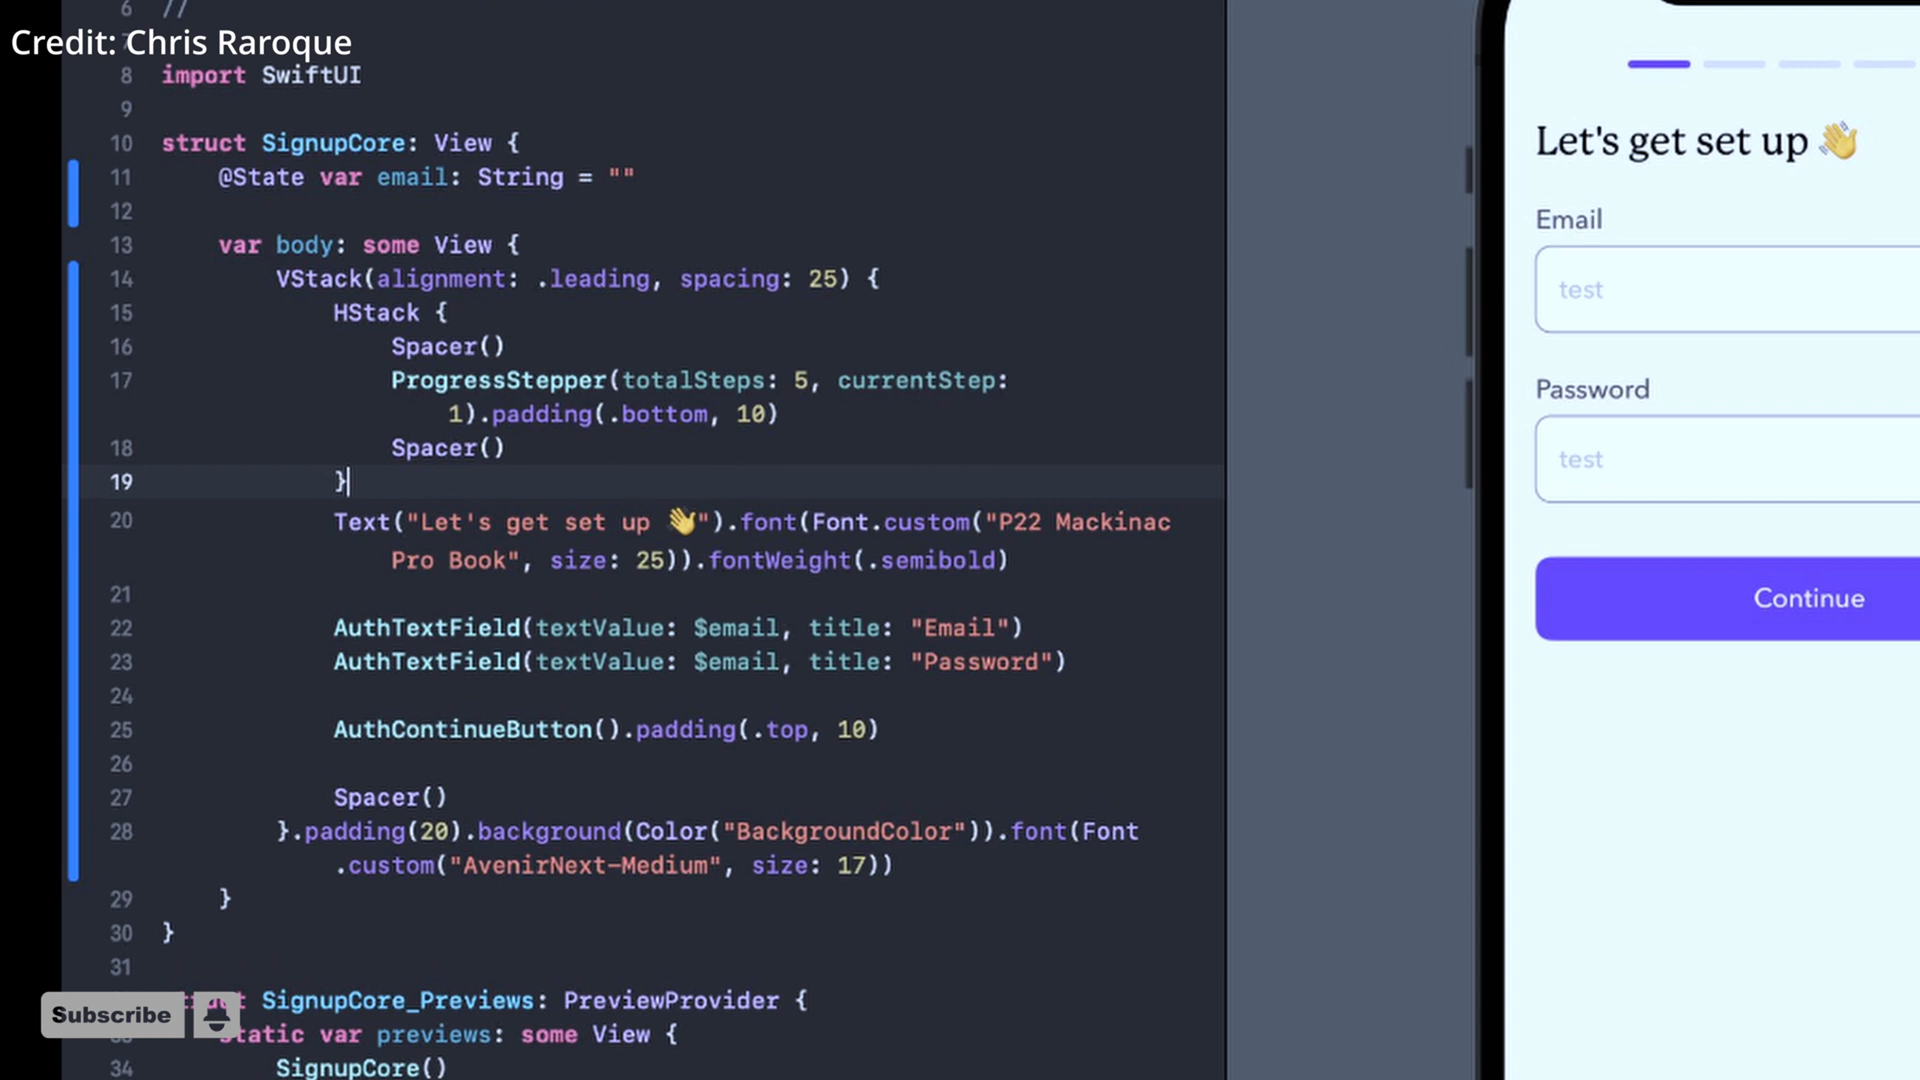 6 //
Credit: Chris Raroque
8 import SwiftUI
9
10 struct SignupCore: View {
11 @State var email: String = ""
12
13 var body: some View {
14 VStack(alignment: .leading, spacing: 25) {
15 HStack {
16 Spacer()
17 ProgressStepper(totalSteps: 5, currentStep:
1).padding(.bottom, 10)
18 Spacer()
19 }
20 Text("Let's get set up 👋").font(Font.custom("P22 Mackinac
Pro Book", size: 25)).fontWeight(.semibold)
21
22 AuthTextField(textValue: $email, title: "Email")
23 AuthTextField(textValue: $email, title: "Password")
24
25 AuthContinueButton().padding(.top, 10)
26
27 Spacer()
28 }.padding(20).background(Color("BackgroundColor")).font(Font
.custom("AvenirNext-Medium", size: 17))
29 }
30 }
31
SignupCore_Previews: PreviewProvider {
static var previews: some View {
34 SignupCore()
Subscribe
Let's get set up 👋
Email
test
Password
test
Continue